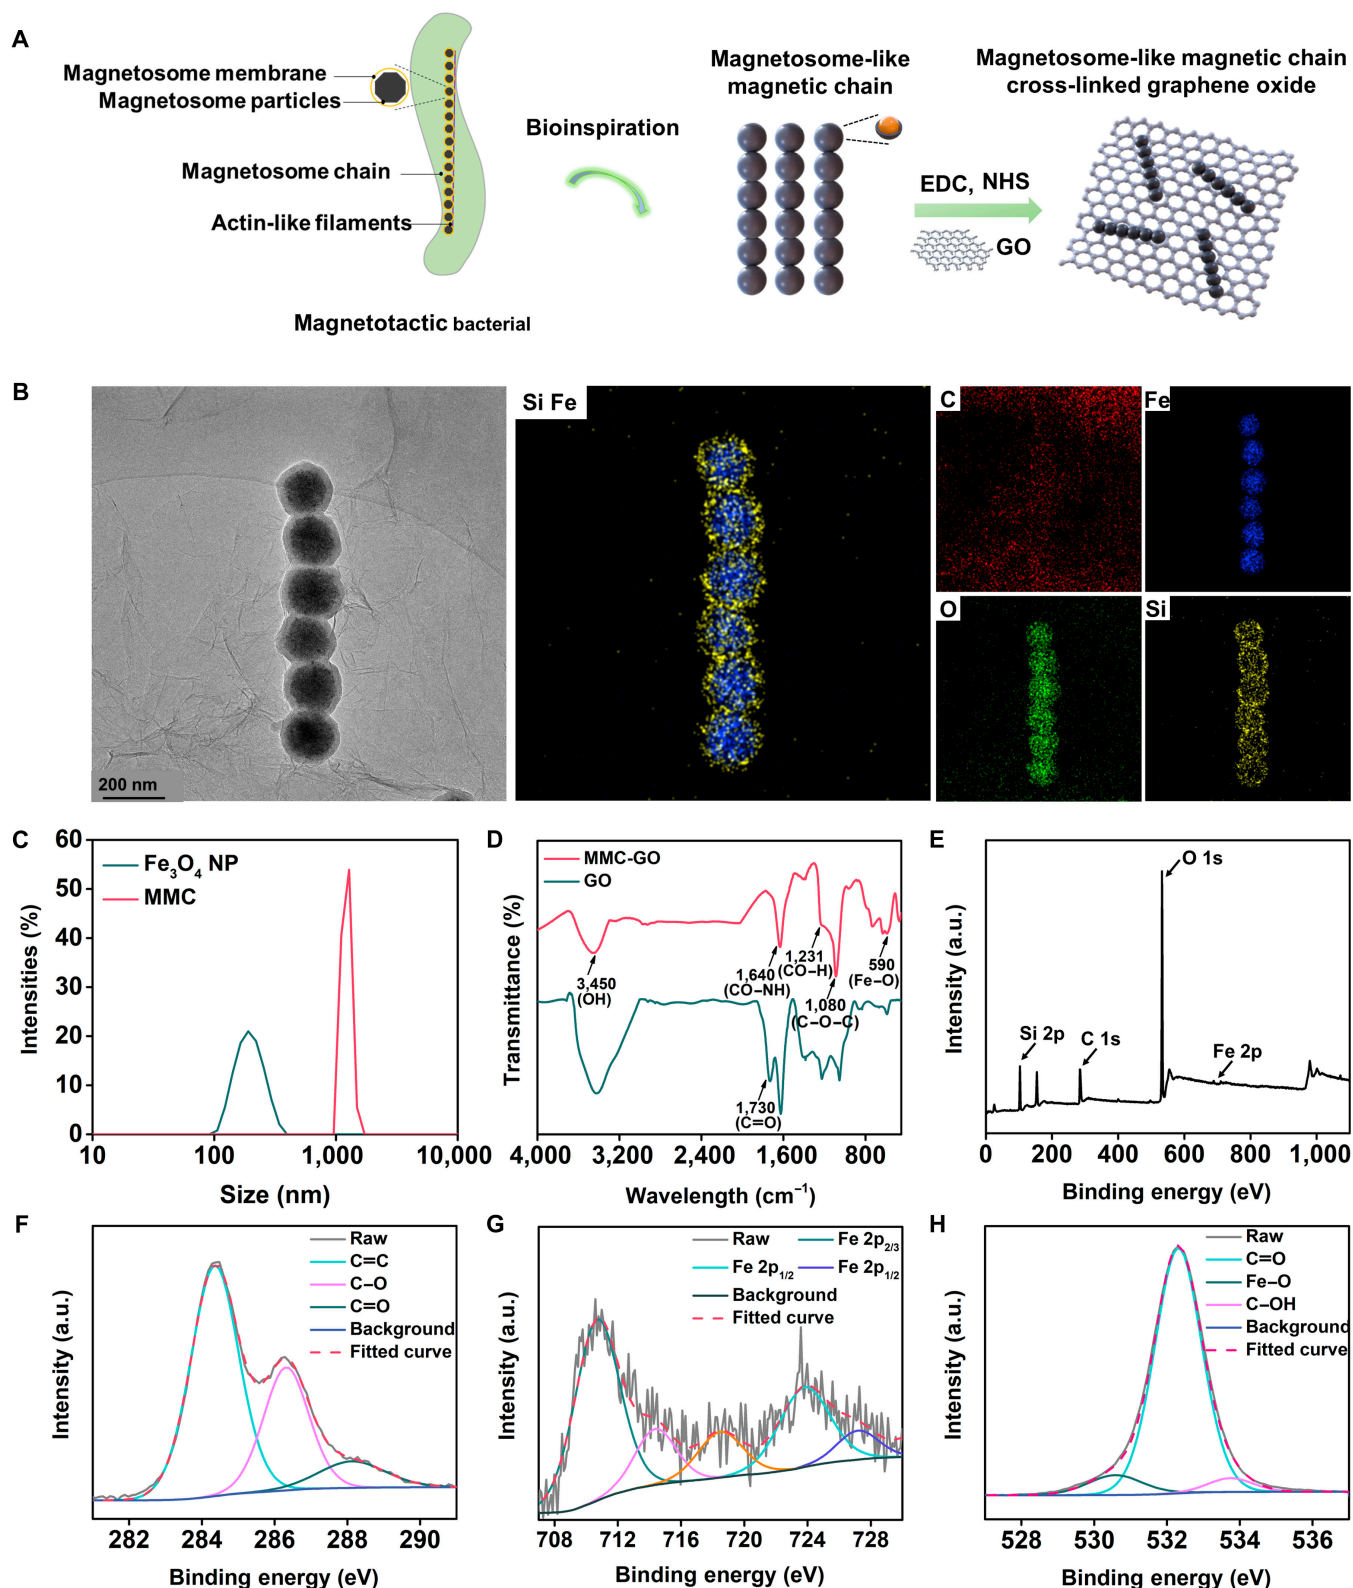 A
Magnetosome membrane
Magnetosome particles
Magnetosome chain
Actin-like filaments
Magnetotactic bacterial
Bioinspiration
Magnetosome-like
magnetic chain
EDC, NHS
GO
Magnetosome-like magnetic chain
cross-linked graphene oxide
B
200 nm
Si Fe
C
Fe
O
Si
C
60
50
40
30
20
10
0
Intensities (%)
Fe₃O₄ NP
MMC
10
100
1,000
10,000
Size (nm)
D
Transmittance (%)
MMC-GO
GO
3,450
(OH)
1,640
(CO–NH)
1,231
(CO–H)
1,080
(C–O–C)
590
(Fe–O)
1,730
(C=O)
4,000
3,200
2,400
1,600
800
Wavelength (cm⁻¹)
E
Intensity (a.u.)
O 1s
Si 2p
C 1s
Fe 2p
0
200
400
600
800
1,000
Binding energy (eV)
F
Intensity (a.u.)
Raw
C=C
C–O
C=O
Background
Fitted curve
282
284
286
288
290
Binding energy (eV)
G
Intensity (a.u.)
Raw
Fe 2p₂/₃
Fe 2p₁/₂
Fe 2p₁/₂
Background
Fitted curve
708
712
716
720
724
728
Binding energy (eV)
H
Intensity (a.u.)
Raw
C=O
Fe–O
C–OH
Background
Fitted curve
528
530
532
534
536
Binding energy (eV)